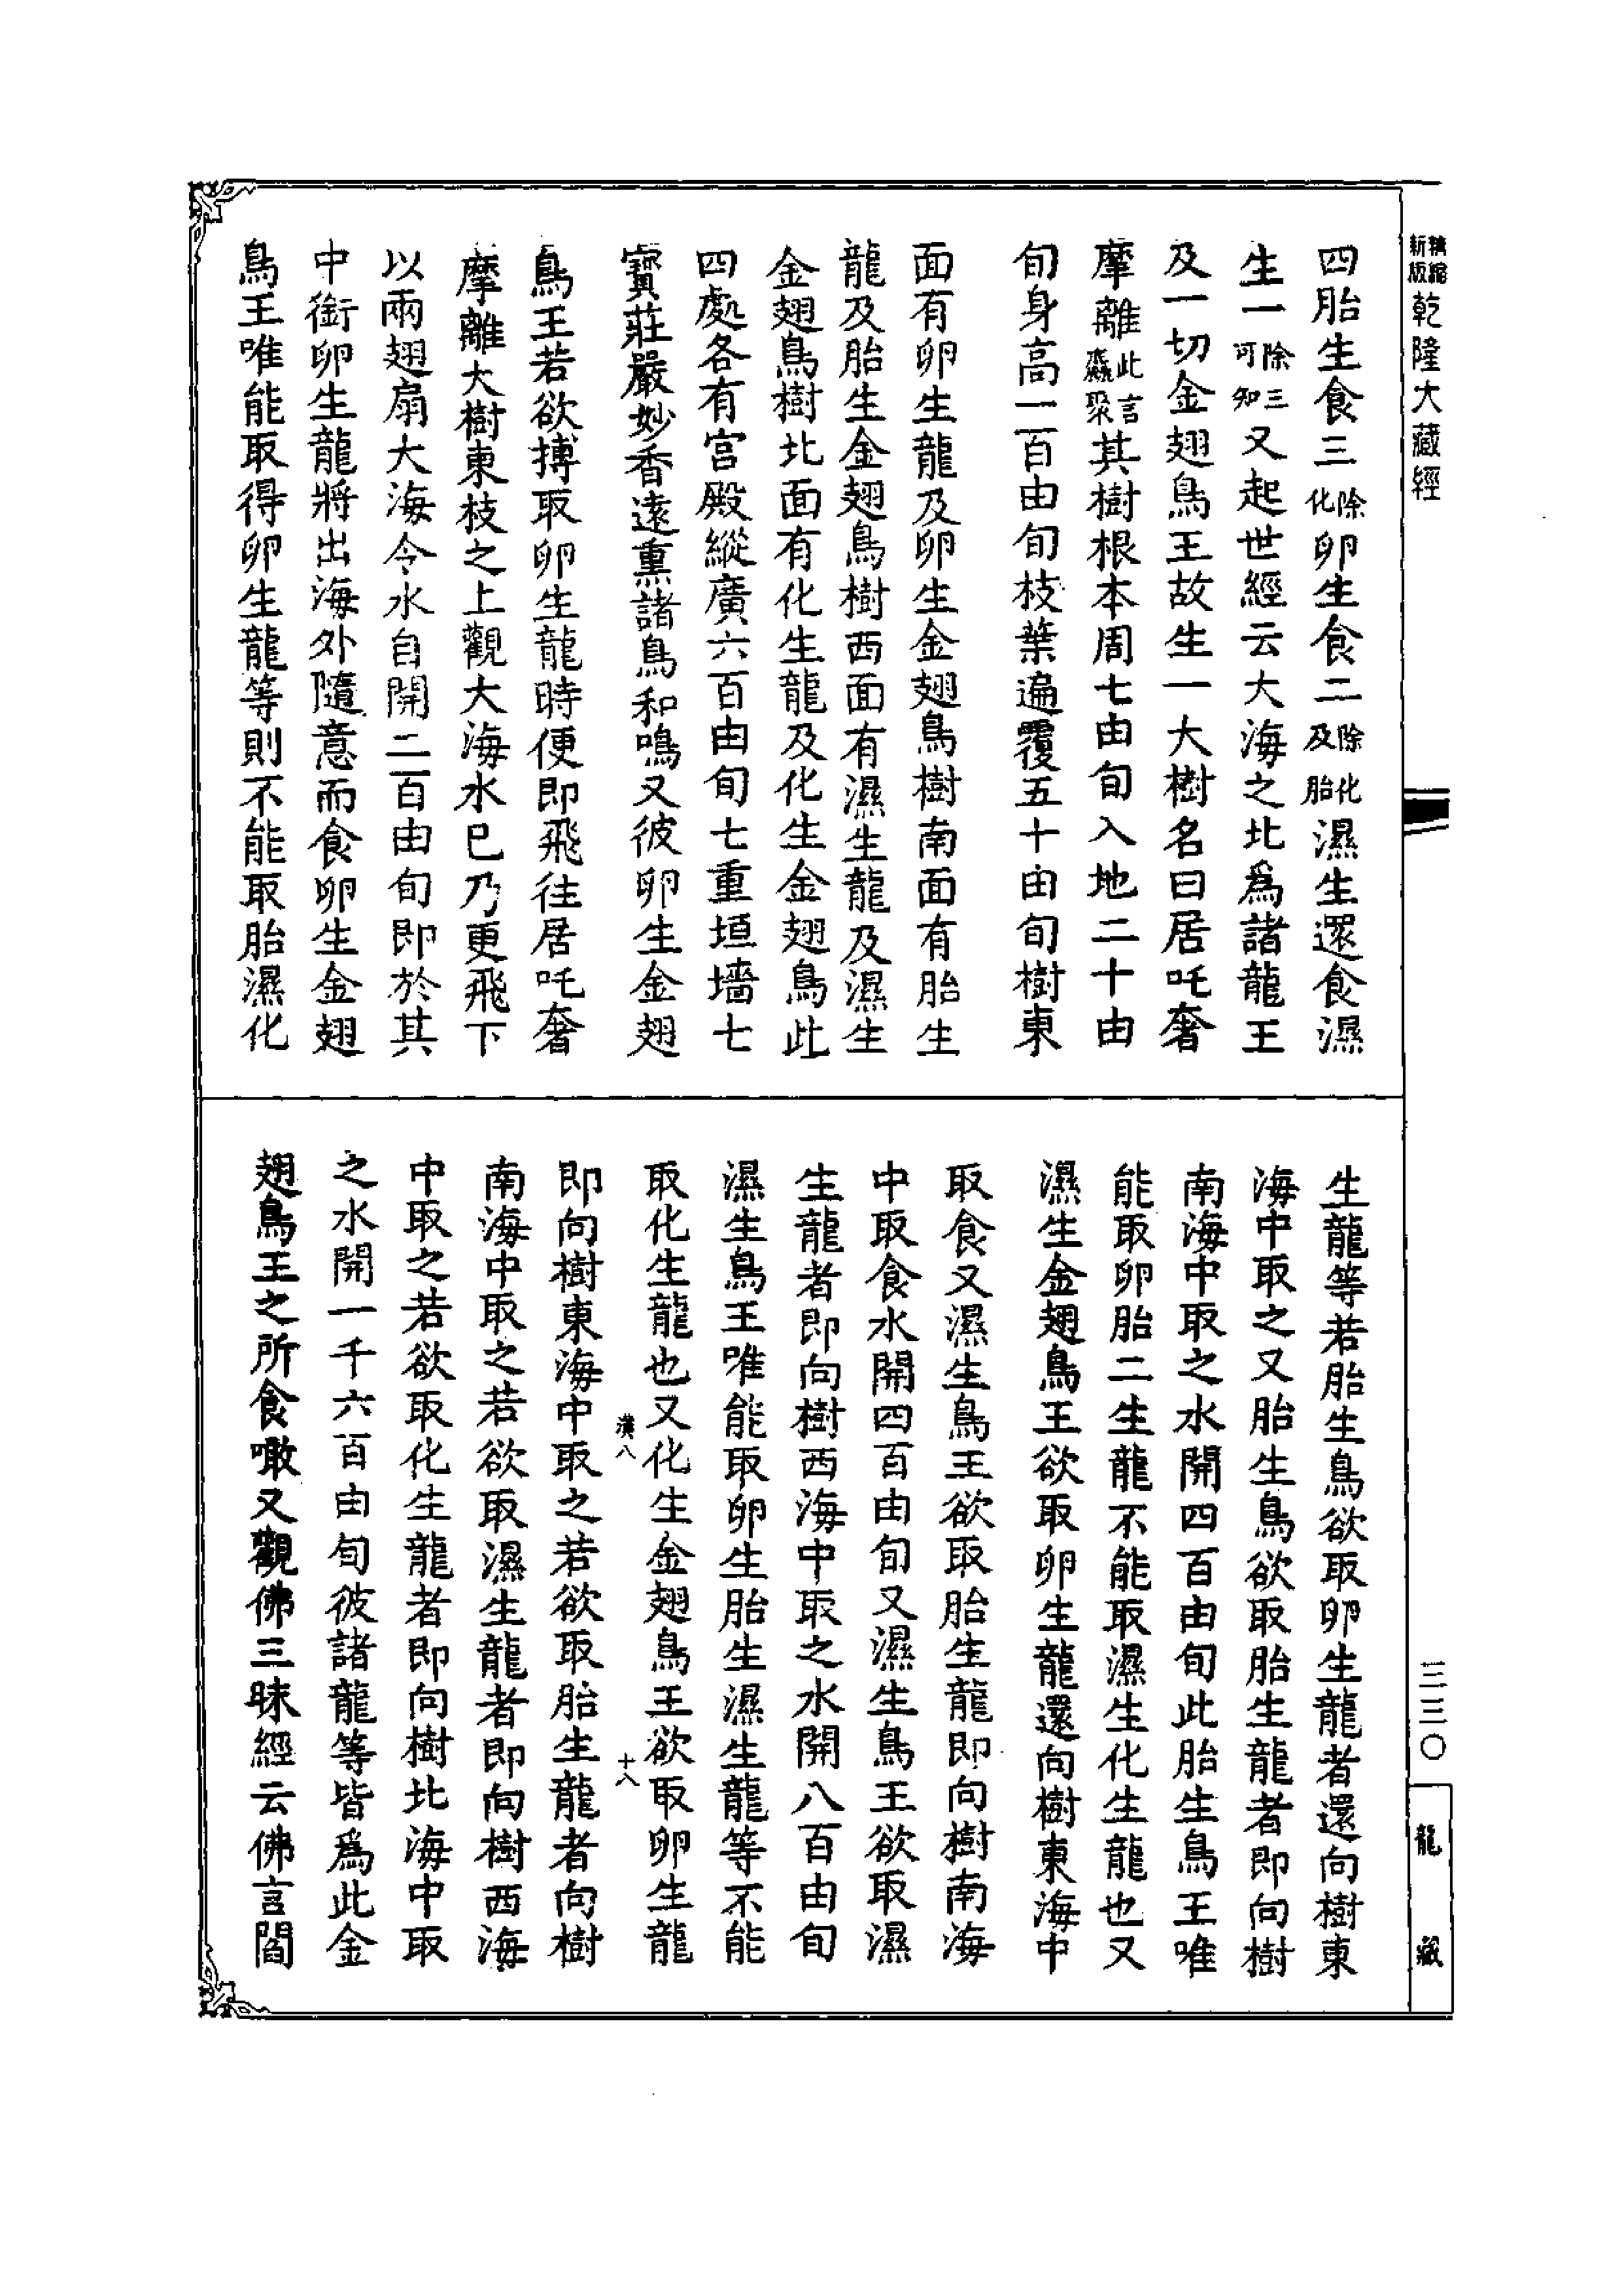 精縮新版乾隆大藏經
四胎生食三除化卵生食二除化及胎濕生還食濕
生一除三可知又起世經云大海之北為諸龍王
及一切金翅鳥王故生一大樹名曰居吒奢
摩離此言鹿聚其樹根本周七由旬入地二十由
旬身高一百由旬枝葉遍覆五十由旬樹東
面有卵生龍及卵生金翅鳥樹南面有胎生
龍及胎生金翅鳥樹西面有濕生龍及濕生
金翅鳥樹北面有化生龍及化生金翅鳥此
四處各有宮殿縱廣六百由旬七重垣墻七
寶莊嚴妙香遠熏諸鳥和鳴又彼卵生金翅
鳥王若欲搏取卵生龍時便即飛往居吒奢
摩離大樹東枝之上觀大海水已乃更飛下
以兩翅扇大海令水自開二百由旬即於其
中銜卵生龍將出海外隨意而食卵生金翅
鳥王唯能取得卵生龍等則不能取胎濕化
生龍等若胎生鳥欲取卵生龍者還向樹東
海中取之又胎生鳥欲取胎生龍者即向樹
南海中取之水開四百由旬此胎生鳥王唯
能取卵胎二生龍不能取濕生化生龍也又
濕生金翅鳥王欲取卵生龍還向樹東海中
取食又濕生鳥王欲取胎生龍即向樹南海
中取食水開四百由旬又濕生鳥王欲取濕
生龍者即向樹西海中取之水開八百由旬
濕生鳥王唯能取卵生胎生濕生龍等不能
取化生龍也又化生金翅鳥王欲取卵生龍
漢八 十八
即向樹東海中取之若欲取胎生龍者向樹
南海中取之若欲取濕生龍者即向樹西海
中取之若欲取化生龍者即向樹北海中取
之水開一千六百由旬彼諸龍等皆為此金
翅鳥王之所食噉又觀佛三昧經云佛言閻
三三〇
龍藏